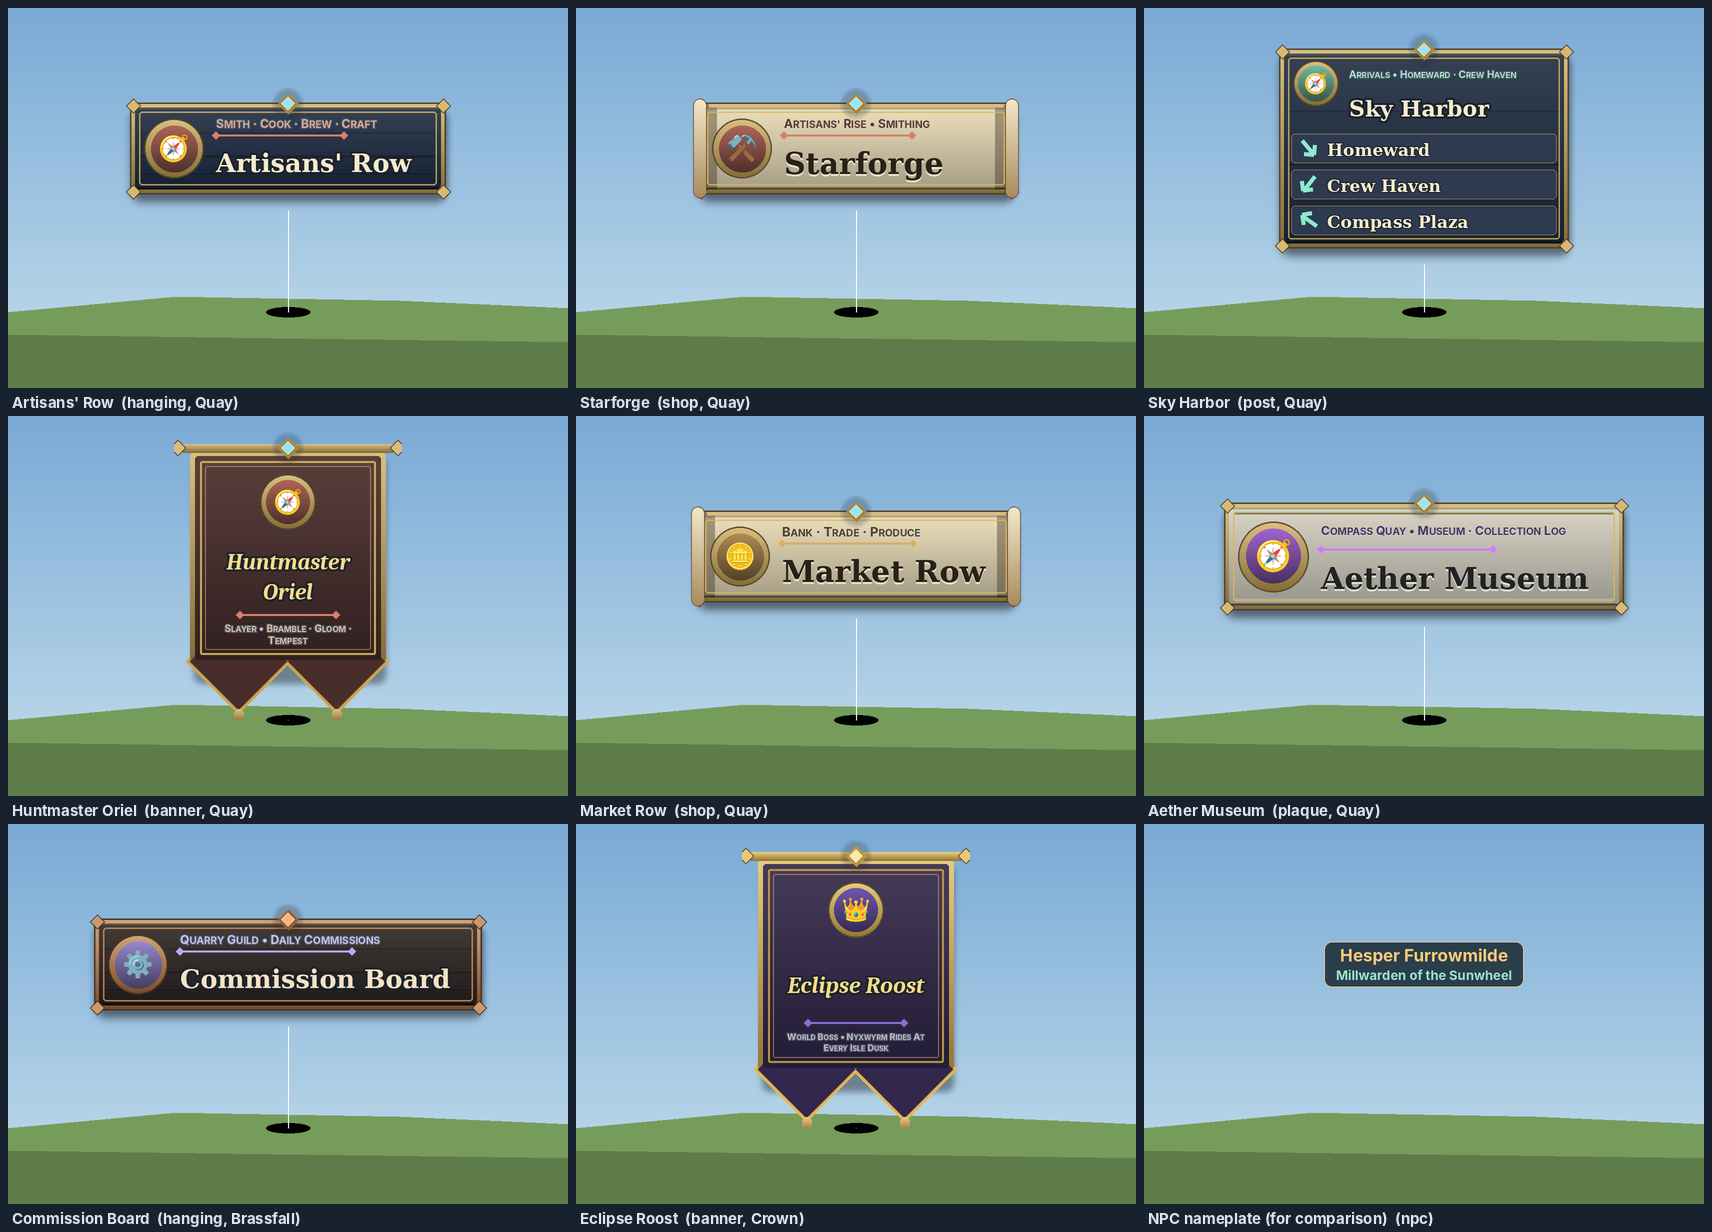 SMITH · COOK · BREW · CRAFT
Artisans' Row
Artisans' Row (hanging, Quay)
ARTISANS' RISE • SMITHING
Starforge
Starforge (shop, Quay)
ARRIVALS • HOMEWARD · CREW HAVEN
Sky Harbor
Homeward
Crew Haven
Compass Plaza
Sky Harbor (post, Quay)
Huntmaster
Oriel
SLAYER • BRAMBLE · GLOOM ·
TEMPEST
Huntmaster Oriel (banner, Quay)
BANK · TRADE · PRODUCE
Market Row
Market Row (shop, Quay)
COMPASS QUAY • MUSEUM · COLLECTION LOG
Aether Museum
Aether Museum (plaque, Quay)
QUARRY GUILD • DAILY COMMISSIONS
Commission Board
Commission Board (hanging, Brassfall)
Eclipse Roost
WORLD BOSS • NYXWYRM RIDES AT
EVERY ISLE DUSK
Eclipse Roost (banner, Crown)
Hesper Furrowmilde
Millwarden of the Sunwheel
NPC nameplate (for comparison) (npc)